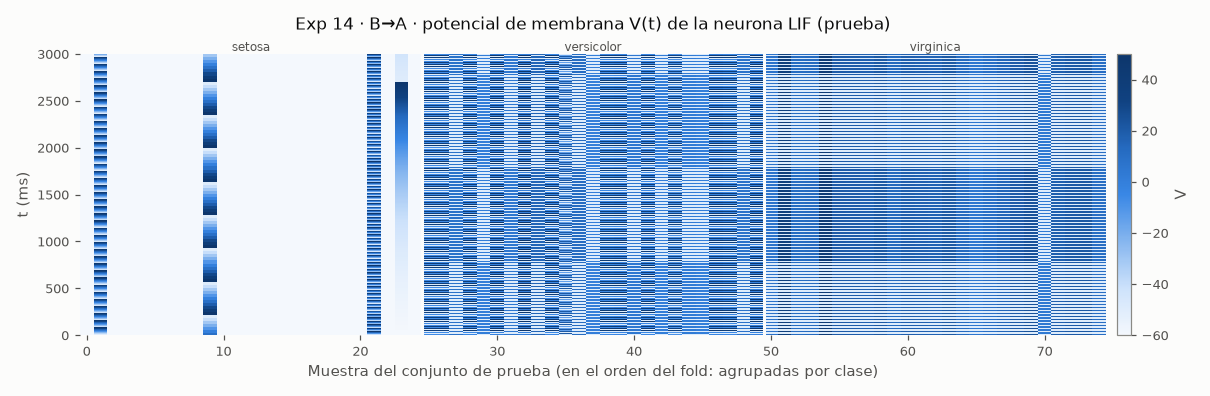 Exp 14 · B→A · potencial de membrana V(t) de la neurona LIF (prueba)
setosa versicolor virginica
3000
2500
2000
1500
1000
500
0
t (ms)
0 10 20 30 40 50 60 70
Muestra del conjunto de prueba (en el orden del fold: agrupadas por clase)
40
20
0
−20
−40
−60
V